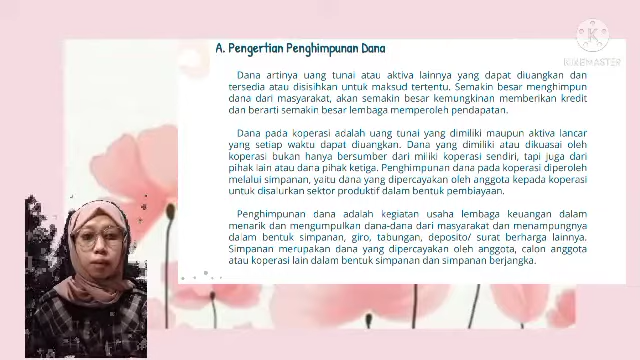 A. Pengertian Penghimpunan Dana
KINEMASTER
Dana artinya uang tunai atau aktiva lainnya yang dapat diuangkan dan
tersedia atau disisihkan untuk maksud tertentu. Semakin besar menghimpun
dana dari masyarakat, akan semakin besar kemungkinan memberikan kredit
dan berarti semakin besar lembaga memperoleh pendapatan.
Dana pada koperasi adalah uang tunai yang dimiliki maupun aktiva lancar
yang setiap waktu dapat diuangkan. Dana yang dimiliki atau dikuasai oleh
koperasi bukan hanya bersumber dari miliki koperasi sendiri, tapi juga dari
pihak lain atau dana pihak ketiga. Penghimpunan dana pada koperasi diperoleh
melalui simpanan, yaitu dana yang dipercayakan oleh anggota kepada koperasi
untuk disalurkan sektor produktif dalam bentuk pembiayaan.
Penghimpunan dana adalah kegiatan usaha lembaga keuangan dalam
menarik dan mengumpulkan dana-dana dari masyarakat dan menampungnya
dalam bentuk simpanan, giro, tabungan, deposito/ surat berharga lainnya.
Simpanan merupakan dana yang dipercayakan oleh anggota, calon anggota
atau koperasi lain dalam bentuk simpanan dan simpanan berjangka.